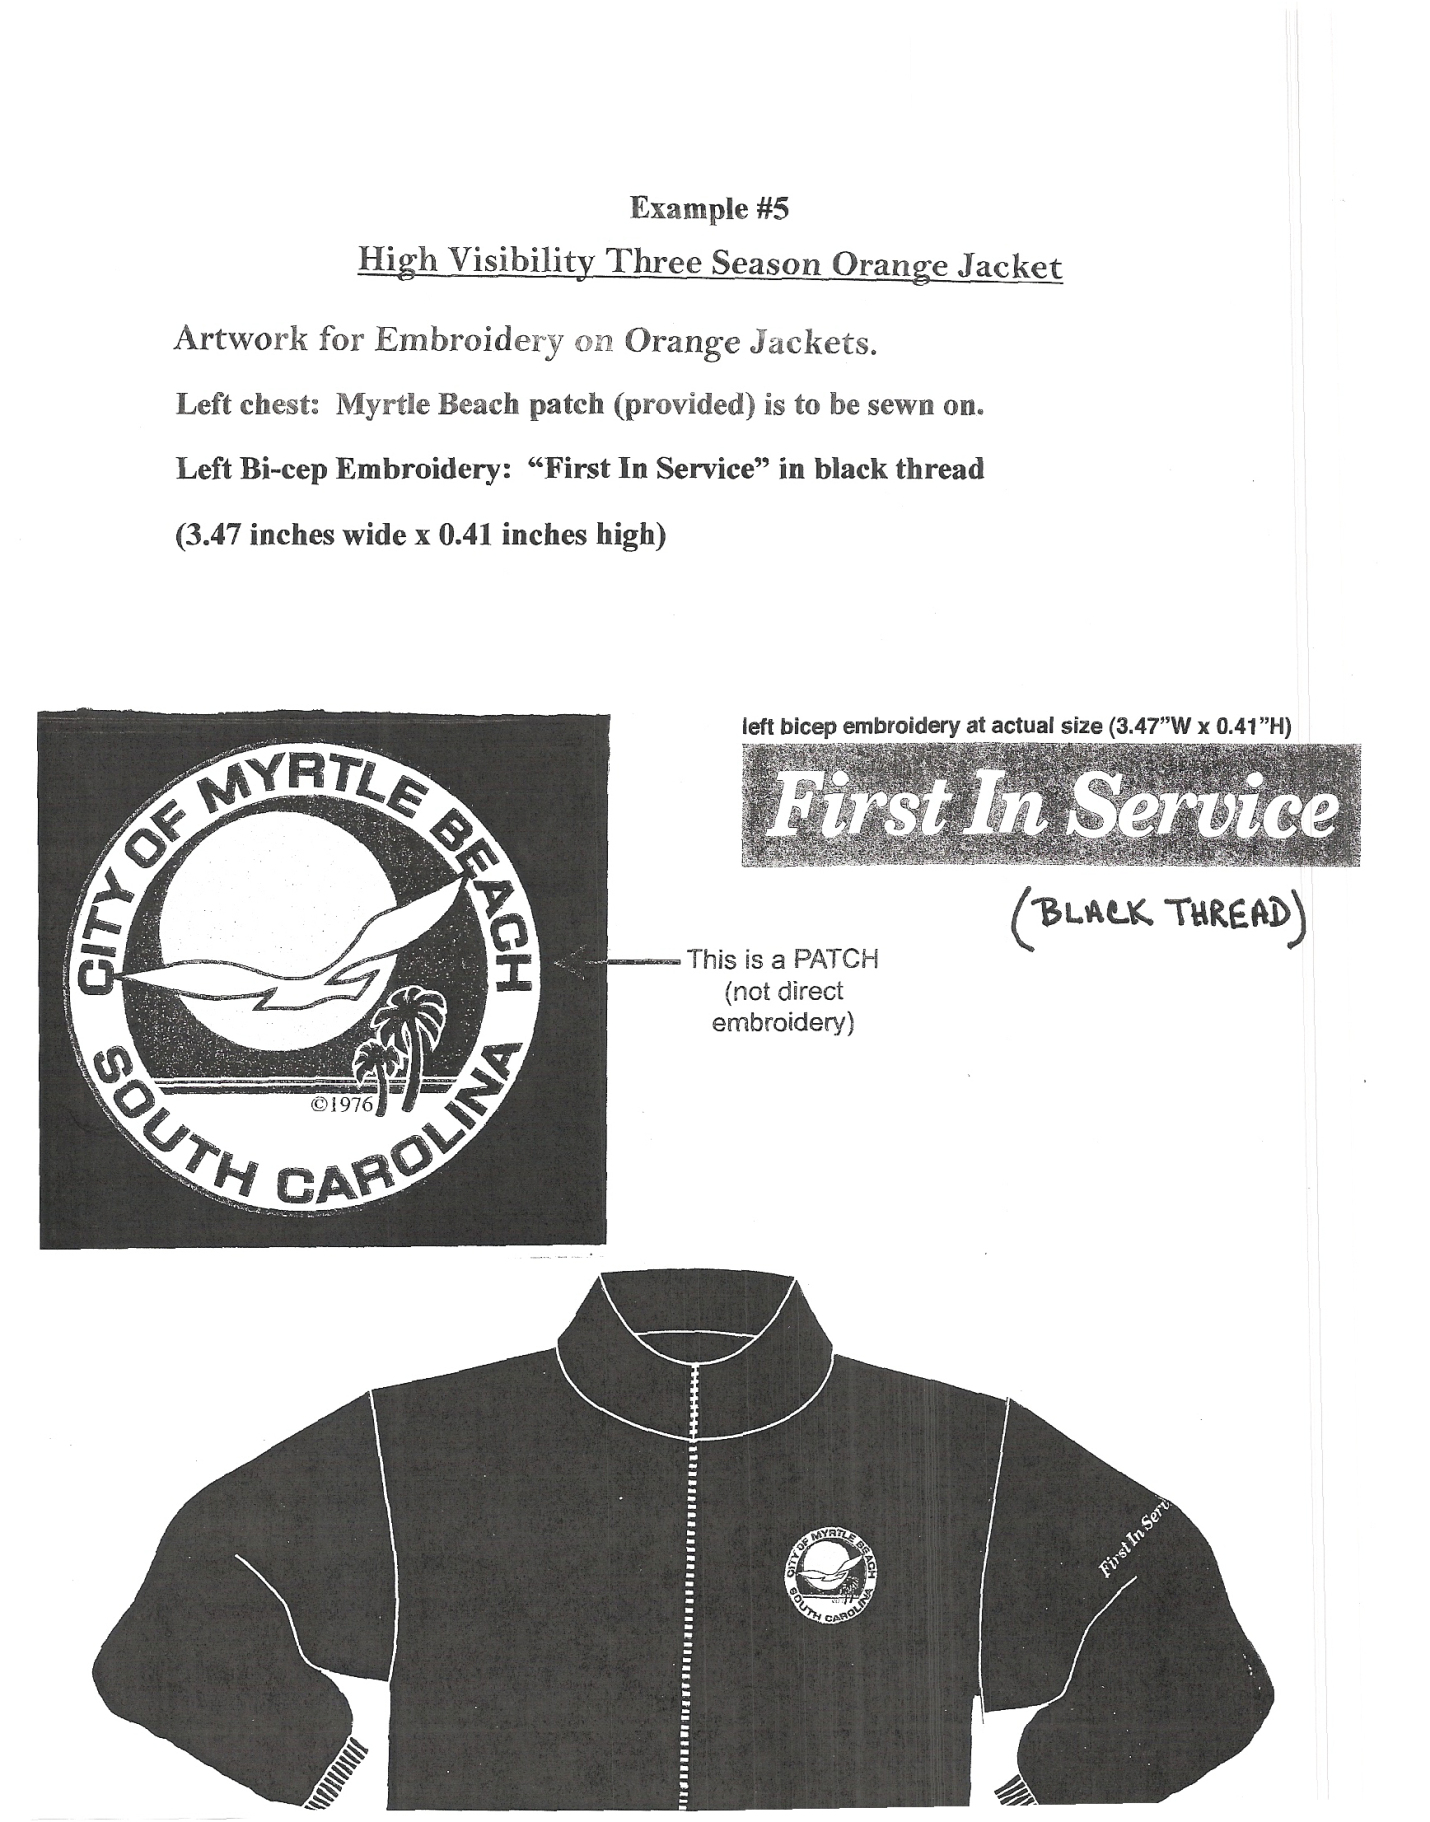 Example #5
High Visibility Three Season Orange Jacket
Artwork for Embroidery on Orange Jackets.
Left chest:  Myrtle Beach patch (provided) is to be sewn on.
Left Bi-cep Embroidery:  “First In Service” in black thread
(3.47 inches wide x 0.41 inches high)
left bicep embroidery at actual size (3.47”W x 0.41”H)
First In Service
(BLACK THREAD)
CITY OF MYRTLE BEACH
SOUTH CAROLINA
©1976
This is a PATCH
(not direct
embroidery)
CITY OF MYRTLE BEACH
SOUTH CAROLINA
First In Serv